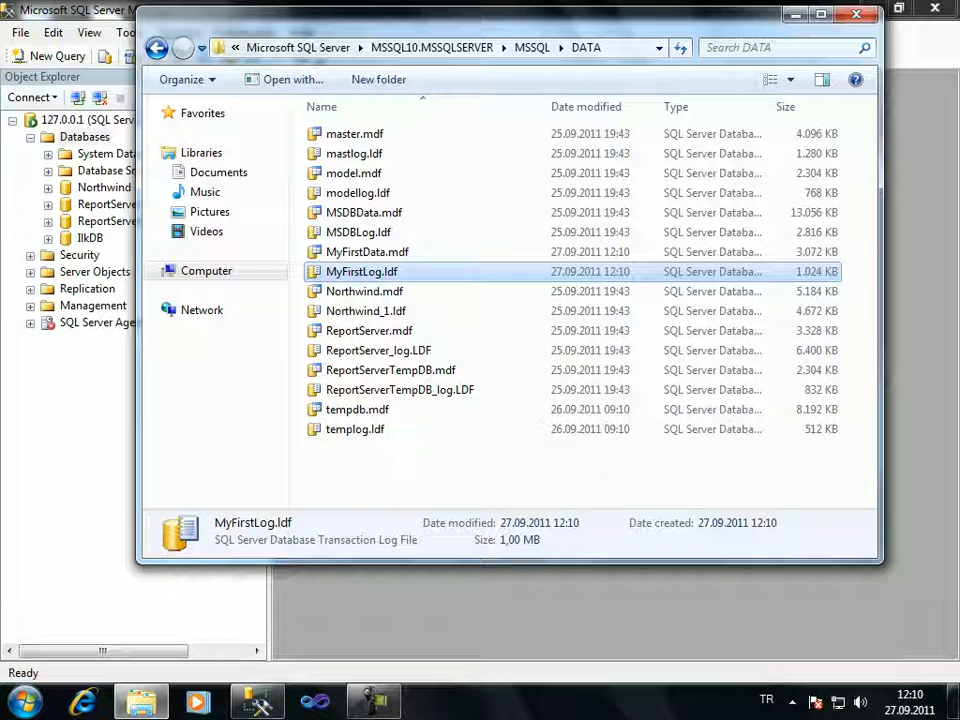 Microsoft SQL Server M
File Edit View Too
New Query
Object Explorer
Connect
127.0.0.1 (SQL Serv
Databases
System Data
Database Sn
Northwind
ReportServe
ReportServe
IlkDB
Security
Server Objects
Replication
Management
SQL Server Age
Ready
« Microsoft SQL Server MSSQL10.MSSQLSERVER MSSQL DATA
Search DATA
Organize Open with... New folder
Favorites
Libraries
Documents
Music
Pictures
Videos
Computer
Network
Name Date modified Type Size
master.mdf 25.09.2011 19:43 SQL Server Databa... 4.096 KB
mastlog.ldf 25.09.2011 19:43 SQL Server Databa... 1.280 KB
model.mdf 25.09.2011 19:43 SQL Server Databa... 2.304 KB
modellog.ldf 25.09.2011 19:43 SQL Server Databa... 768 KB
MSDBData.mdf 25.09.2011 19:43 SQL Server Databa... 13.056 KB
MSDBLog.ldf 25.09.2011 19:43 SQL Server Databa... 2.816 KB
MyFirstData.mdf 27.09.2011 12:10 SQL Server Databa... 3.072 KB
MyFirstLog.ldf 27.09.2011 12:10 SQL Server Databa... 1.024 KB
Northwind.mdf 25.09.2011 19:43 SQL Server Databa... 5.184 KB
Northwind_1.ldf 25.09.2011 19:43 SQL Server Databa... 4.672 KB
ReportServer.mdf 25.09.2011 19:43 SQL Server Databa... 3.328 KB
ReportServer_log.LDF 25.09.2011 19:43 SQL Server Databa... 6.400 KB
ReportServerTempDB.mdf 25.09.2011 19:43 SQL Server Databa... 2.304 KB
ReportServerTempDB_log.LDF 25.09.2011 19:43 SQL Server Databa... 832 KB
tempdb.mdf 26.09.2011 09:10 SQL Server Databa... 8.192 KB
templog.ldf 26.09.2011 09:10 SQL Server Databa... 512 KB
MyFirstLog.ldf Date modified: 27.09.2011 12:10 Date created: 27.09.2011 12:10
SQL Server Database Transaction Log File Size: 1,00 MB
TR
12:10
27.09.2011